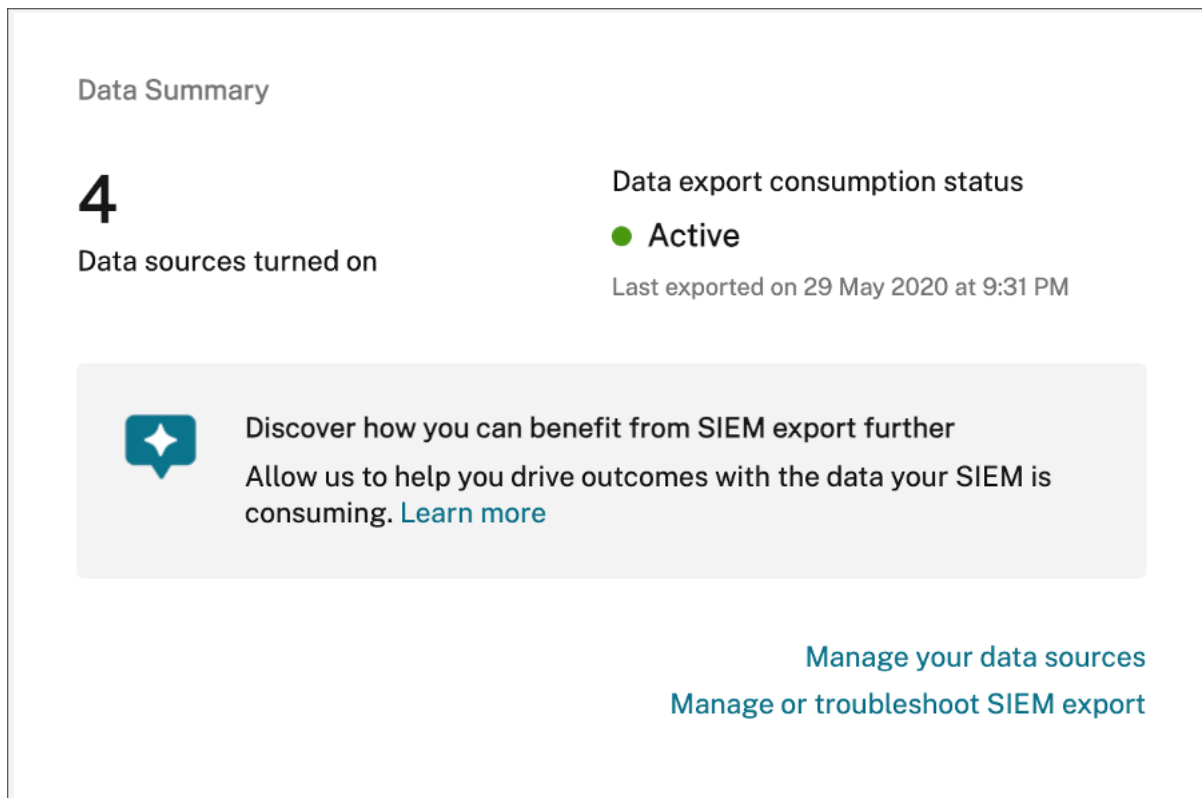 Data Summary
4
Data sources turned on
Data export consumption status
Active
Last exported on 29 May 2020 at 9:31 PM
Discover how you can benefit from SIEM export further
Allow us to help you drive outcomes with the data your SIEM is
consuming. Learn more
Manage your data sources
Manage or troubleshoot SIEM export